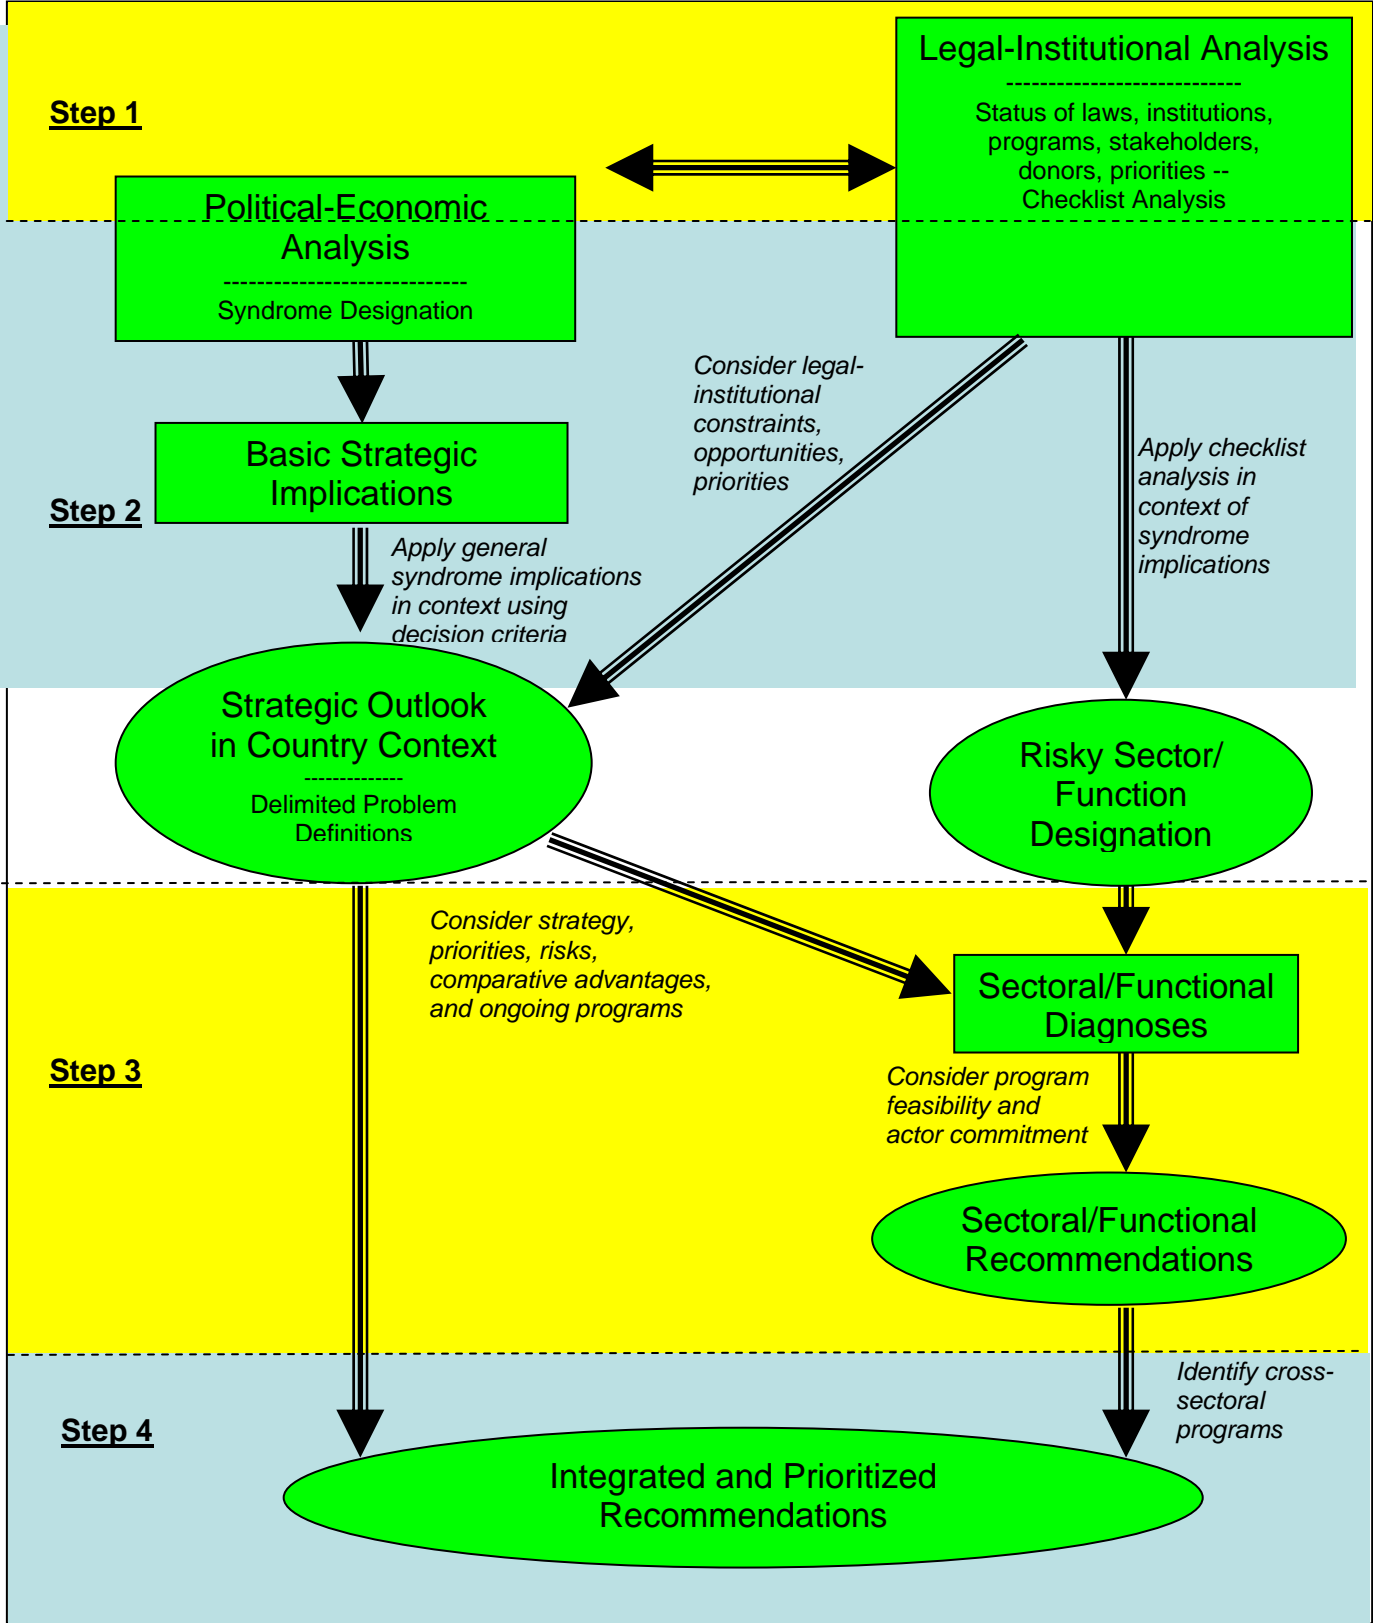 Legal-Institutional Analysis
----------------------------
Status of laws, institutions,
programs, stakeholders,
donors, priorities --
Checklist Analysis
Step 1
Political-Economic
Analysis
----------------------------
Syndrome Designation
Consider legal-
institutional
constraints,
opportunities,
priorities
Apply checklist
analysis in
context of
syndrome
implications
Basic Strategic
Implications
Step 2
Apply general
syndrome implications
in context using
decision criteria
Strategic Outlook
in Country Context
--------------
Delimited Problem
Definitions
Risky Sector/
Function
Designation
Consider strategy,
priorities, risks,
comparative advantages,
and ongoing programs
Sectoral/Functional
Diagnoses
Step 3
Consider program
feasibility and
actor commitment
Sectoral/Functional
Recommendations
Identify cross-
sectoral
programs
Step 4
Integrated and Prioritized
Recommendations